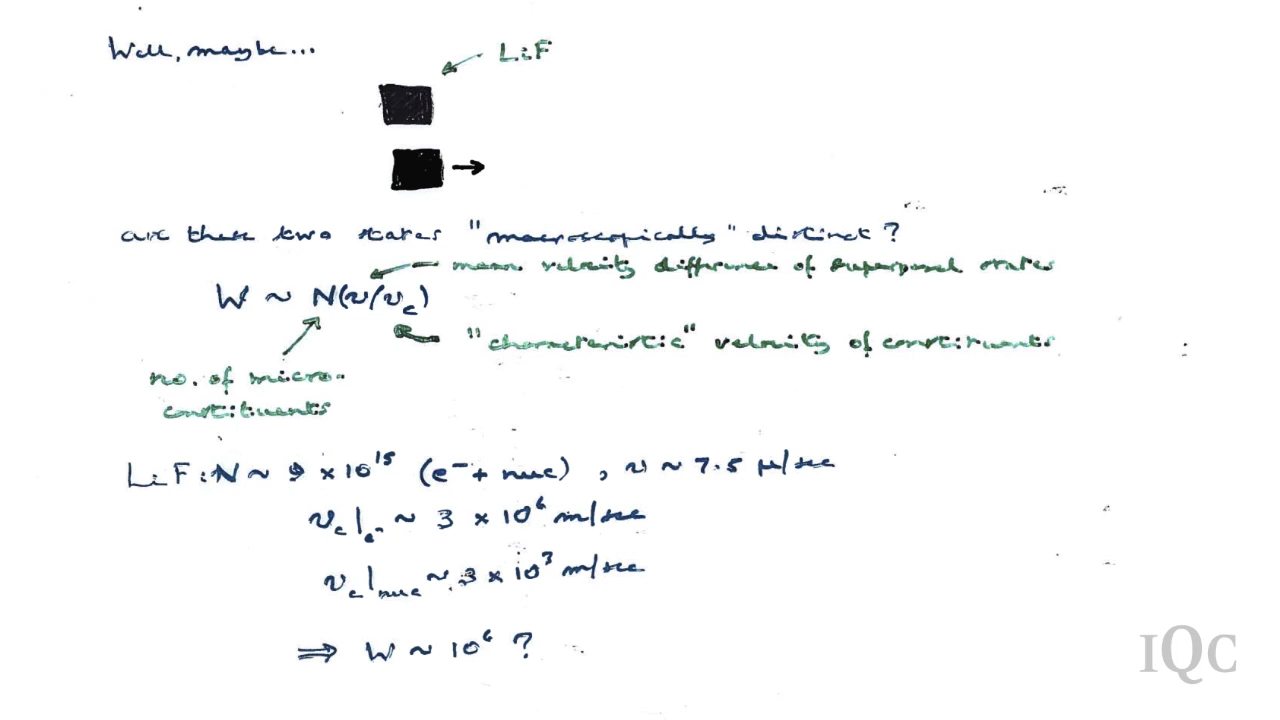 Well, maybe...
LiF
are these two states "macroscopically" distinct?
mean velocity difference of superposed states
W ~ N(v/v_c)
"characteristic" velocity of constituents
no. of micro-
constituents
LiF: N ~ 9 × 10^15 (e^- + nuc), v ~ 7.5 μ/sec
v_c|_e^- ~ 3 × 10^6 m/sec
v_c|_nuc ~ 3 × 10^3 m/sec
⇒ W ~ 10^6 ?
IQC